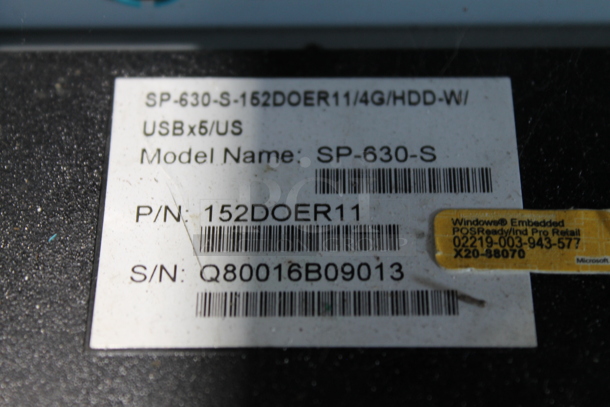 SP-630-S-152DOER11/4G/HDD-W/
USBx5/US
Model Name: SP-630-S
P/N: 152DOER11
S/N: Q80016B09013
Windows® Embedded
POSReady/Ind Pro Retail
02219-003-943-577
X20-88070
Microsoft